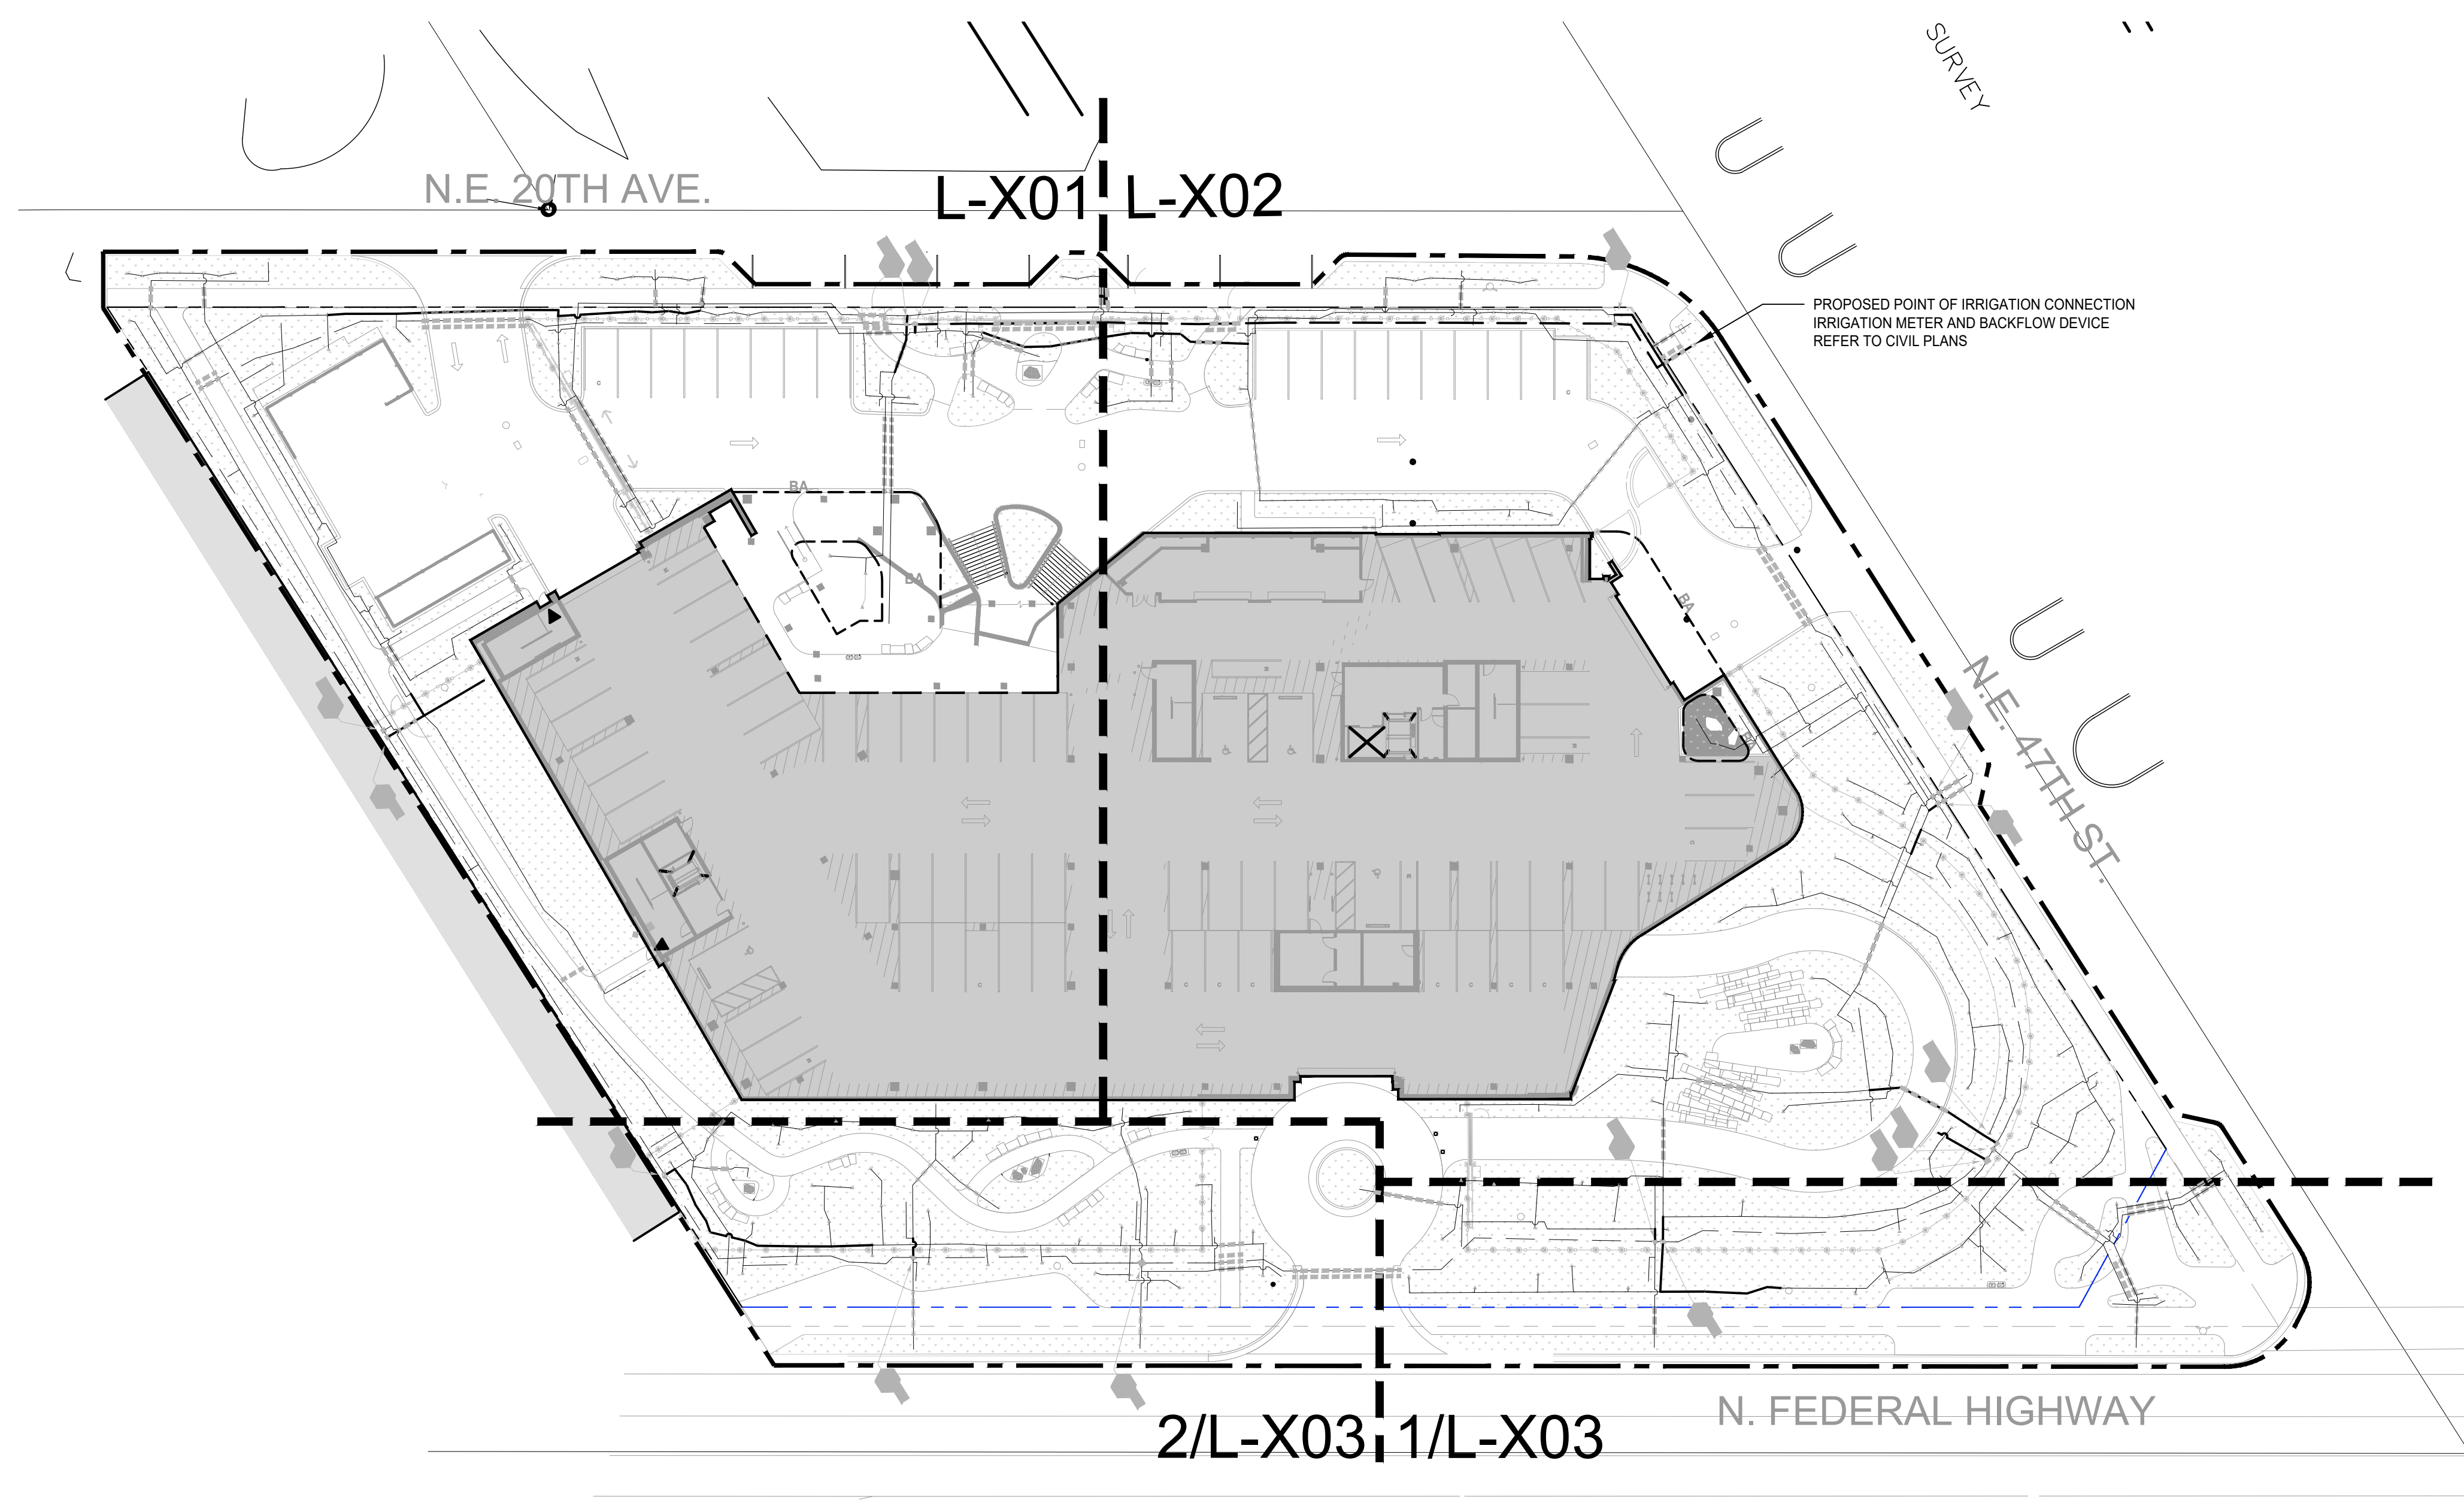 SURVEY
N.E. 20TH AVE.
L-X01
L-X02
PROPOSED POINT OF IRRIGATION CONNECTION
IRRIGATION METER AND BACKFLOW DEVICE
REFER TO CIVIL PLANS
BA
BA
BA
N.E. 47TH ST.
N. FEDERAL HIGHWAY
2/L-X03
1/L-X03